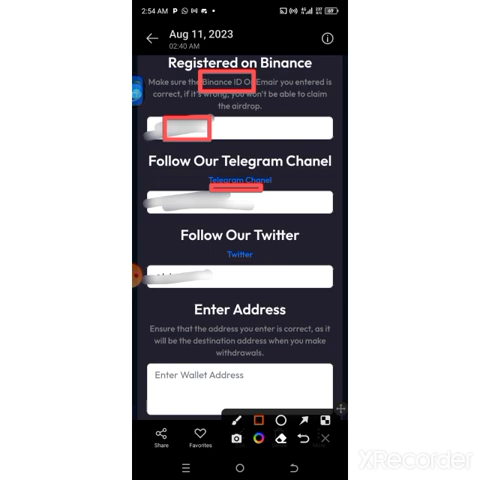 2:54 AM
Aug 11, 2023
02:40 AM
Registered on Binance
Make sure the Binance ID Or Email you entered is
correct, if it's wrong, you won't be able to claim
the airdrop.
Follow Our Telegram Chanel
Telegram Chanel
Follow Our Twitter
Twitter
Enter Address
Ensure that the address you enter is correct, as it
will be the destination address when you make
withdrawals.
Enter Wallet Address
Share
Favorites
XRecorder